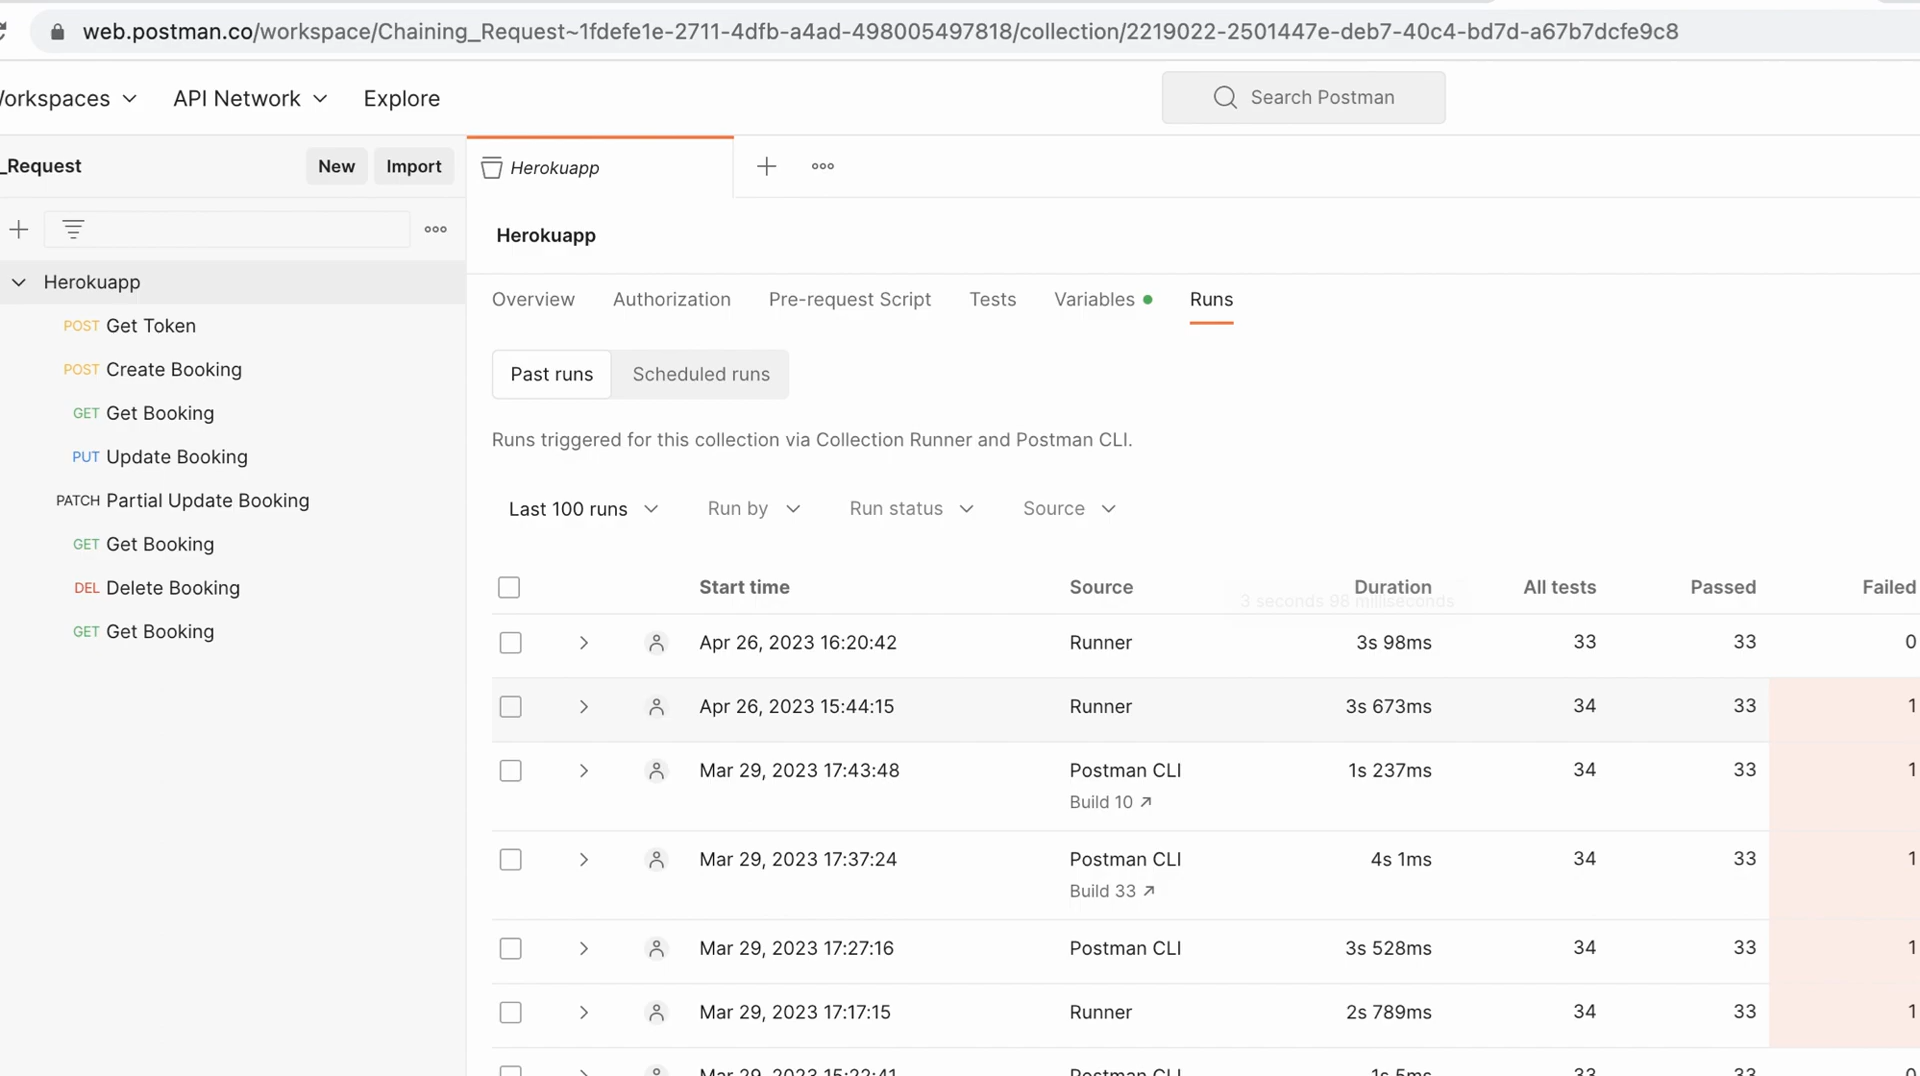 web.postman.co/workspace/Chaining_Request~1fdefe1e-2711-4dfb-a4ad-498005497818/collection/2219022-2501447e-deb7-40c4-bd7d-a67b7dcfe9c8
Vorkspaces API Network Explore Search Postman
_Request New Import Herokuapp
Herokuapp
Herokuapp
POST Get Token
POST Create Booking
GET Get Booking
PUT Update Booking
PATCH Partial Update Booking
GET Get Booking
DEL Delete Booking
GET Get Booking
Overview Authorization Pre-request Script Tests Variables Runs
Past runs Scheduled runs
Runs triggered for this collection via Collection Runner and Postman CLI.
Last 100 runs Run by Run status Source
Start time Source Duration All tests Passed Failed
3 seconds 98 milliseconds
Apr 26, 2023 16:20:42 Runner 3s 98ms 33 33 0
Apr 26, 2023 15:44:15 Runner 3s 673ms 34 33 1
Mar 29, 2023 17:43:48 Postman CLI 1s 237ms 34 33 1
Build 10
Mar 29, 2023 17:37:24 Postman CLI 4s 1ms 34 33 1
Build 33
Mar 29, 2023 17:27:16 Postman CLI 3s 528ms 34 33 1
Mar 29, 2023 17:17:15 Runner 2s 789ms 34 33 1
Mar 29, 2023 15:22:41 Postman CLI 1s 5ms 33 33 0